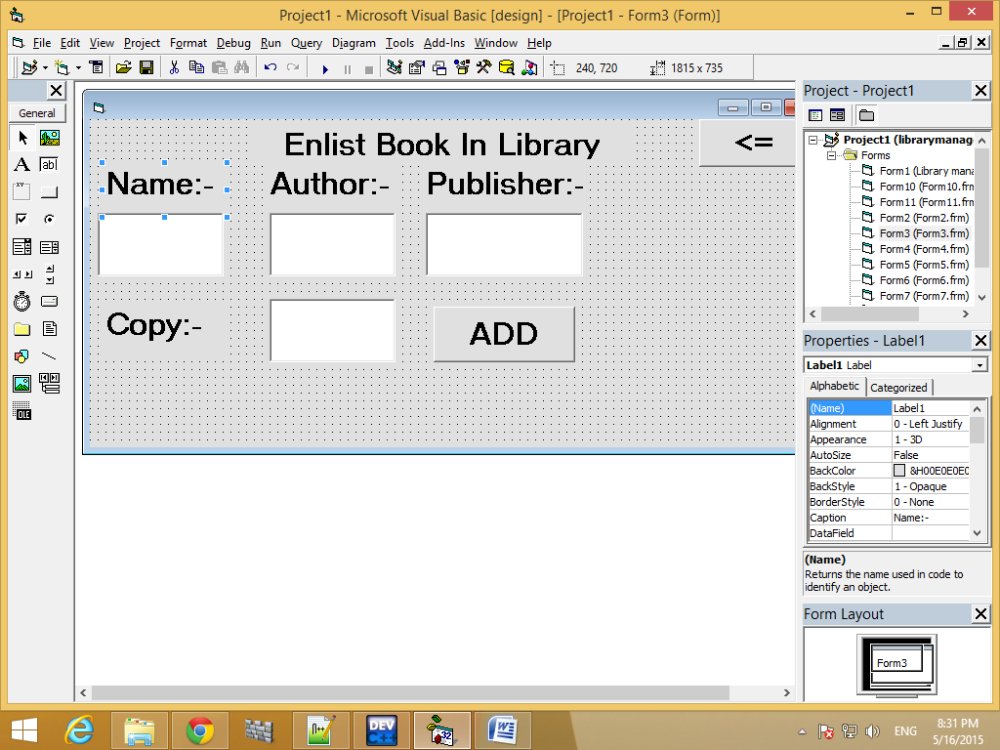 Project1 - Microsoft Visual Basic [design] - [Project1 - Form3 (Form)]
File Edit View Project Format Debug Run Query Diagram Tools Add-Ins Window Help
240, 720
1815 x 735
General
A
ab
xy
OLE
Enlist Book In Library
<=
Name:-
Author:-
Publisher:-
Copy:-
ADD
Project - Project1
Project1 (librarymanag
Forms
Form1 (Library mana
Form10 (Form10.frm
Form11 (Form11.frm
Form2 (Form2.frm)
Form3 (Form3.frm)
Form4 (Form4.frm)
Form5 (Form5.frm)
Form6 (Form6.frm)
Form7 (Form7.frm)
Properties - Label1
Label1 Label
Alphabetic Categorized
(Name) Label1
Alignment 0 - Left Justify
Appearance 1 - 3D
AutoSize False
BackColor &H00E0E0E0
BackStyle 1 - Opaque
BorderStyle 0 - None
Caption Name:-
DataField
(Name)
Returns the name used in code to
identify an object.
Form Layout
Form3
DEV
C++
32
ENG
8:31 PM
5/16/2015